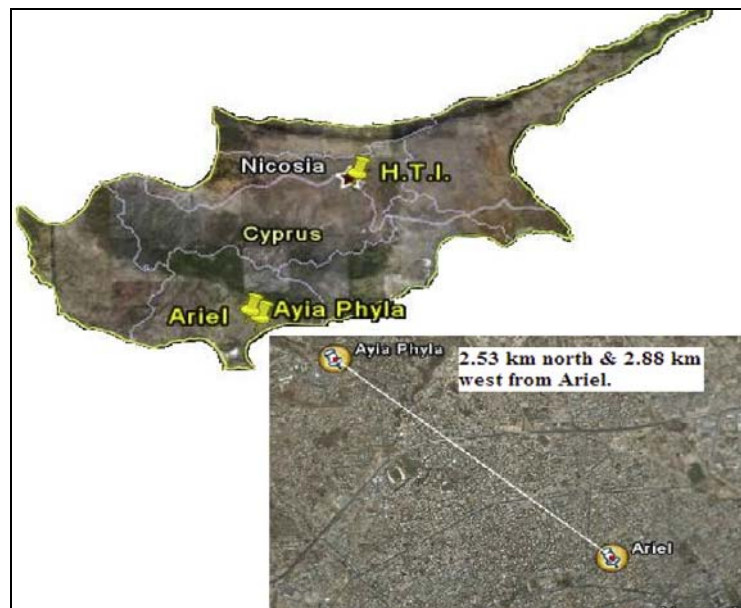 Nicosia
H.T.I.
Cyprus
Ariel
Ayia Phyla
Ayia Phyla
2.53 km north & 2.88 km
west from Ariel.
Ariel